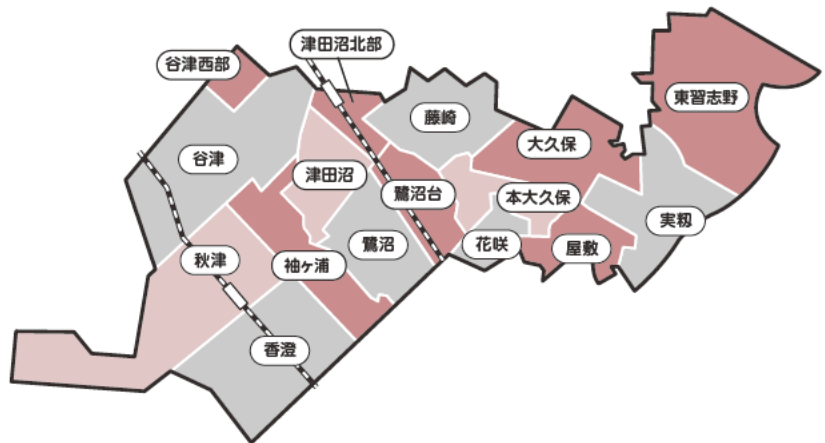 津田沼北部
谷津西部
東習志野
藤崎
大久保
谷津
津田沼
鷺沼台
本大久保
実籾
鷺沼
花咲
屋敷
秋津
袖ヶ浦
香澄